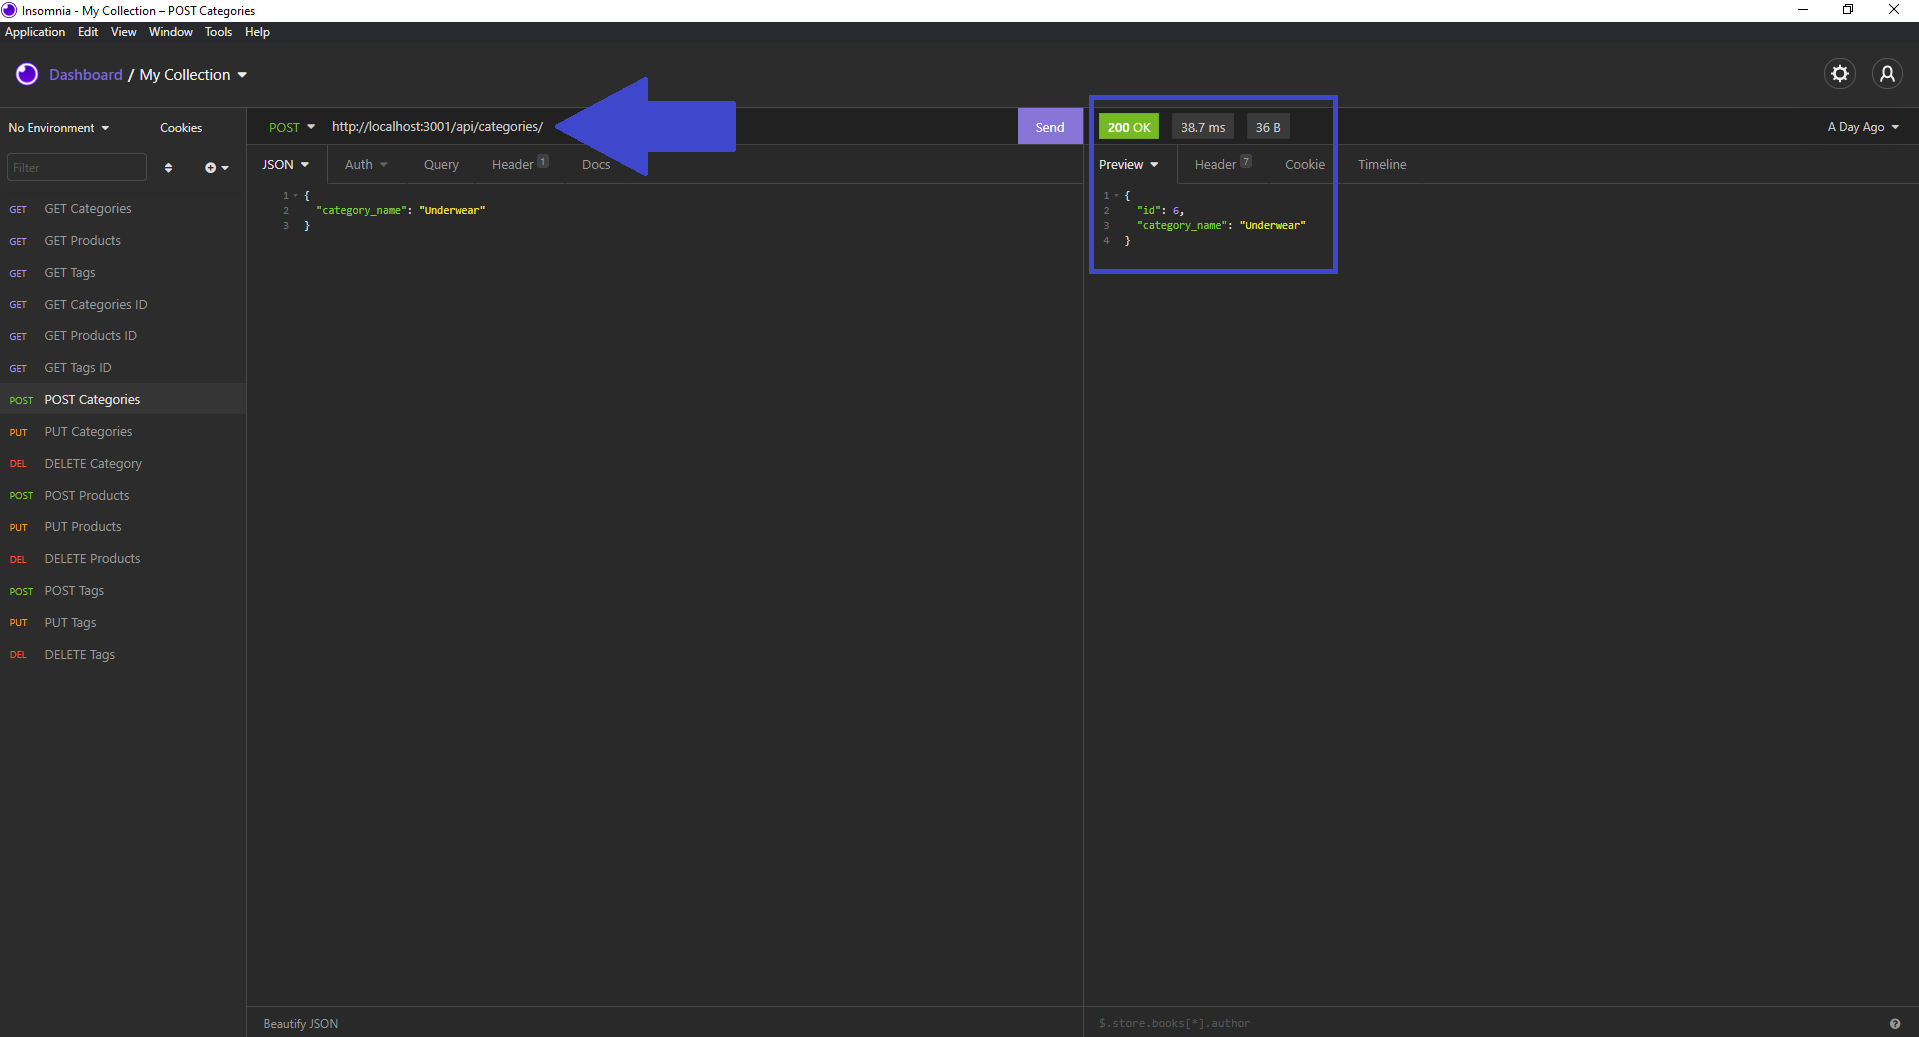 Insomnia - My Collection – POST Categories
Application Edit View Window Tools Help
Dashboard / My Collection
No Environment Cookies
POST http://localhost:3001/api/categories/ Send
200 OK 38.7 ms 36 B A Day Ago
Filter
JSON Auth Query Header 1 Docs
Preview Header 7 Cookie Timeline
GET GET Categories
GET GET Products
GET GET Tags
GET GET Categories ID
GET GET Products ID
GET GET Tags ID
POST POST Categories
PUT PUT Categories
DEL DELETE Category
POST POST Products
PUT PUT Products
DEL DELETE Products
POST POST Tags
PUT PUT Tags
DEL DELETE Tags
1 {
2 "category_name": "Underwear"
3 }
1 {
2 "id": 6,
3 "category_name": "Underwear"
4 }
Beautify JSON
$.store.books[*].author